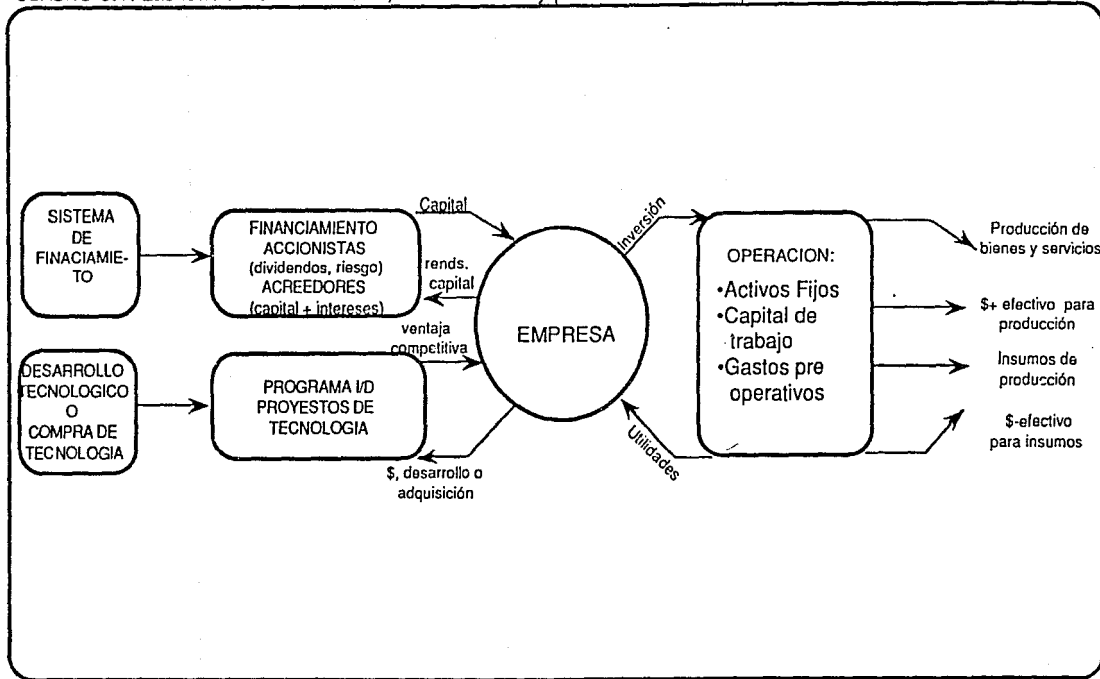 SISTEMA
DE
FINACIAMIE-
TO
FINANCIAMIENTO
ACCIONISTAS
(dividendos, riesgo)
ACREEDORES
(capital + intereses)
Capital
rends.
capital
ventaja
competitiva
DESARROLLO
TECNOLOGICO
O
COMPRA DE
TECNOLOGIA
PROGRAMA I/D
PROYESTOS DE
TECNOLOGIA
$, desarrollo o
adquisición
EMPRESA
Inversión
Utilidades
OPERACION:
•Activos Fijos
•Capital de
trabajo
•Gastos pre
operativos
Producción de
bienes y servicios
$+ efectivo para
producción
Insumos de
producción
$-efectivo
para insumos